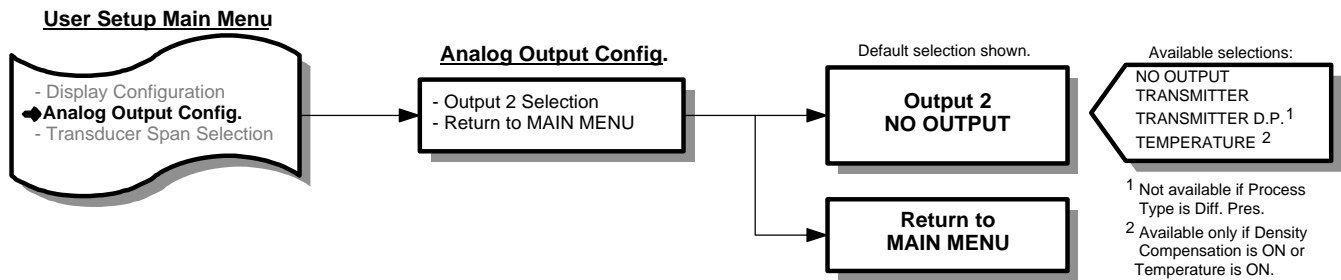 User Setup Main Menu
- Display Configuration
Analog Output Config.
- Transducer Span Selection
Analog Output Config.
- Output 2 Selection
- Return to MAIN MENU
Default selection shown.
Output 2
NO OUTPUT
Return to
MAIN MENU
Available selections:
NO OUTPUT
TRANSMITTER
TRANSMITTER D.P.1
TEMPERATURE 2
1 Not available if Process
Type is Diff. Pres.
2 Available only if Density
Compensation is ON or
Temperature is ON.